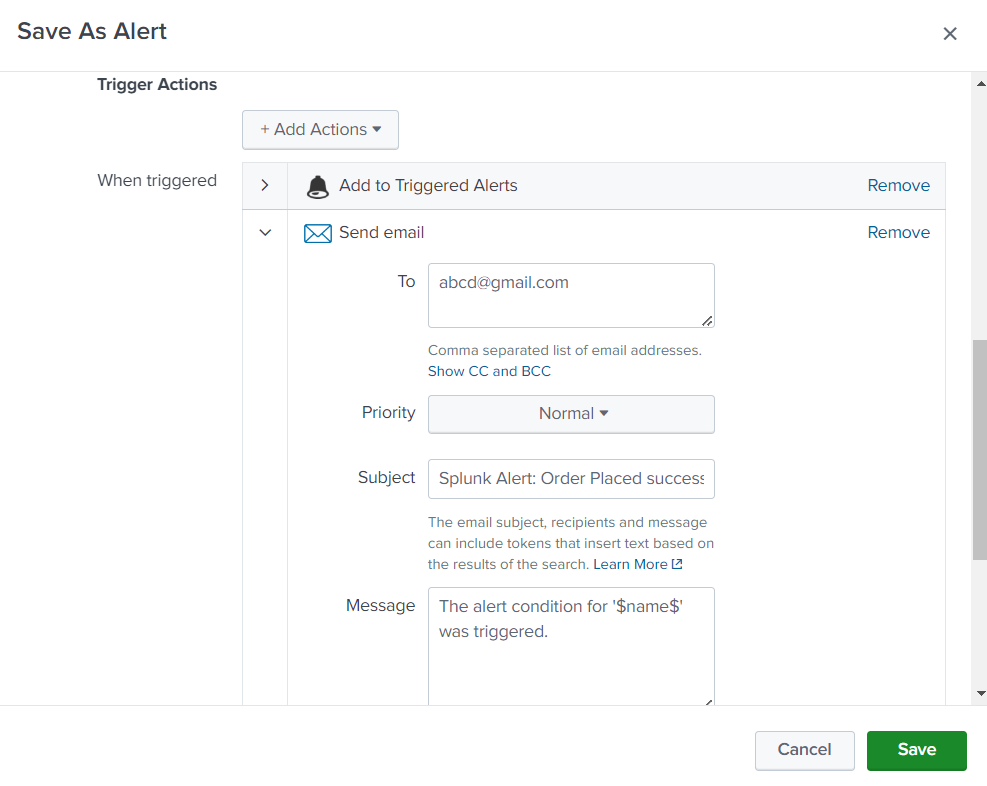 Save As Alert
Trigger Actions
+ Add Actions
When triggered
Add to Triggered Alerts
Remove
Send email
Remove
To
abcd@gmail.com
Comma separated list of email addresses.
Show CC and BCC
Priority
Normal
Subject
Splunk Alert: Order Placed success
The email subject, recipients and message
can include tokens that insert text based on
the results of the search. Learn More
Message
The alert condition for '$name$'
was triggered.
Cancel
Save